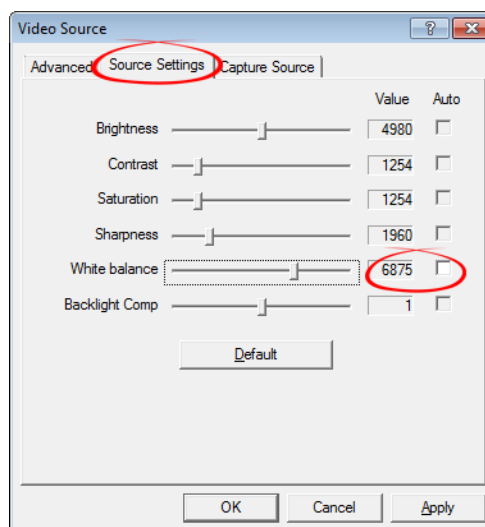 Video Source
Advanced Source Settings Capture Source
Value Auto
Brightness 4980
Contrast 1254
Saturation 1254
Sharpness 1960
White balance 6875
Backlight Comp 1
Default
OK Cancel Apply